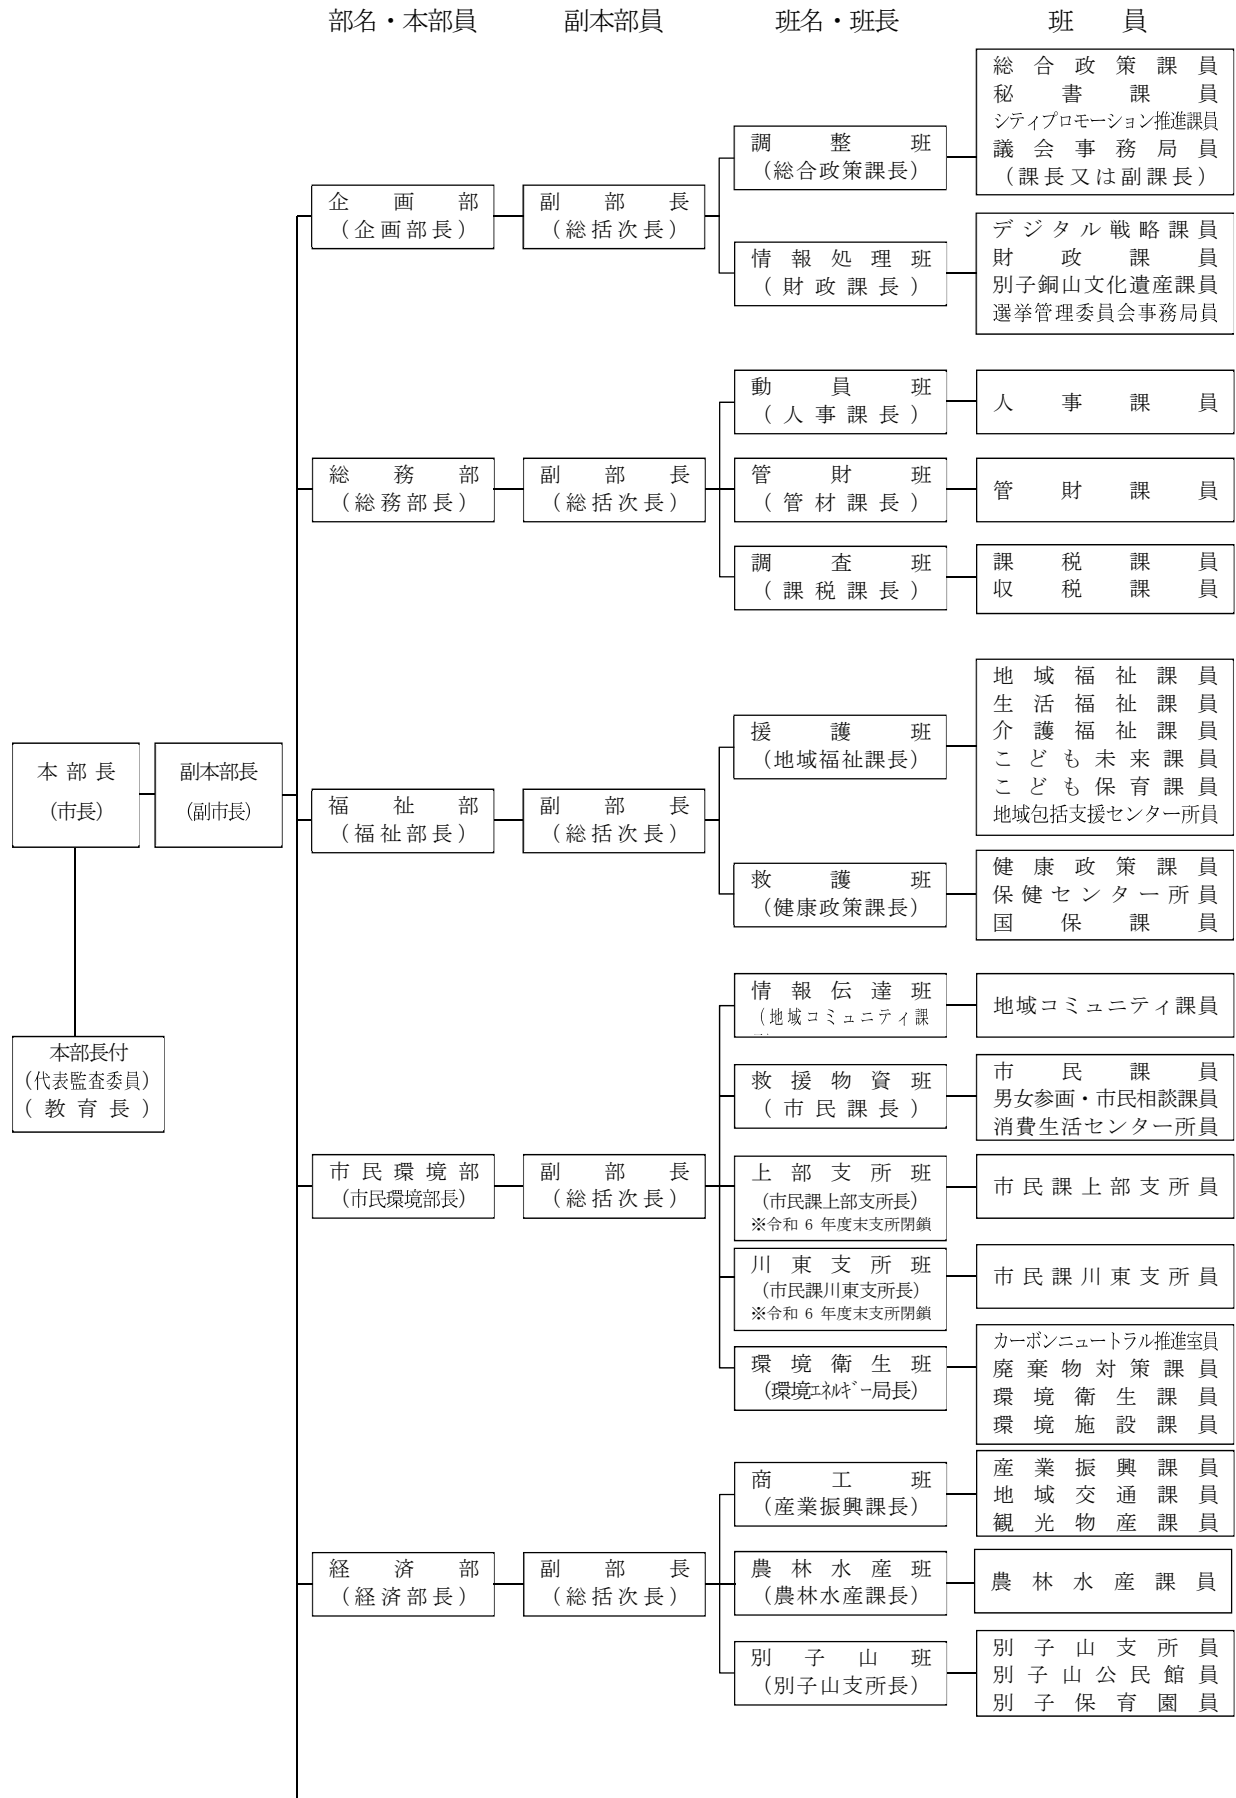 部名・本部員　副本部員　班名・班長　班員
本部長
(市長)
副本部長
(副市長)
本部長付
(代表監査委員)
(教育長)
企画部
(企画部長)
副部長
(総括次長)
調整班
(総合政策課長)
総合政策課員
秘書課員
シティプロモーション推進課員
議会事務局員
(課長又は副課長)
情報処理班
(財政課長)
デジタル戦略課員
財政課員
別子銅山文化遺産課員
選挙管理委員会事務局員
総務部
(総務部長)
副部長
(総括次長)
動員班
(人事課長)
人事課員
管財班
(管材課長)
管財課員
調査班
(課税課長)
課税課員
収税課員
福祉部
(福祉部長)
副部長
(総括次長)
援護班
(地域福祉課長)
地域福祉課員
生活福祉課員
介護福祉課員
こども未来課員
こども保育課員
地域包括支援センター所員
救護班
(健康政策課長)
健康政策課員
保健センター所員
国保課員
市民環境部
(市民環境部長)
副部長
(総括次長)
情報伝達班
(地域コミュニティ課
地域コミュニティ課員
救援物資班
(市民課長)
市民課員
男女参画・市民相談課員
消費生活センター所員
上部支所班
(市民課上部支所長)
※令和 6 年度末支所閉鎖
市民課上部支所員
川東支所班
(市民課川東支所長)
※令和 6 年度末支所閉鎖
市民課川東支所員
環境衛生班
(環境ｴﾈﾙｷﾞｰ局長)
カーボンニュートラル推進室員
廃棄物対策課員
環境衛生課員
環境施設課員
経済部
(経済部長)
副部長
(総括次長)
商工班
(産業振興課長)
産業振興課員
地域交通課員
観光物産課員
農林水産班
(農林水産課長)
農林水産課員
別子山班
(別子山支所長)
別子山支所員
別子山公民館員
別子保育園員